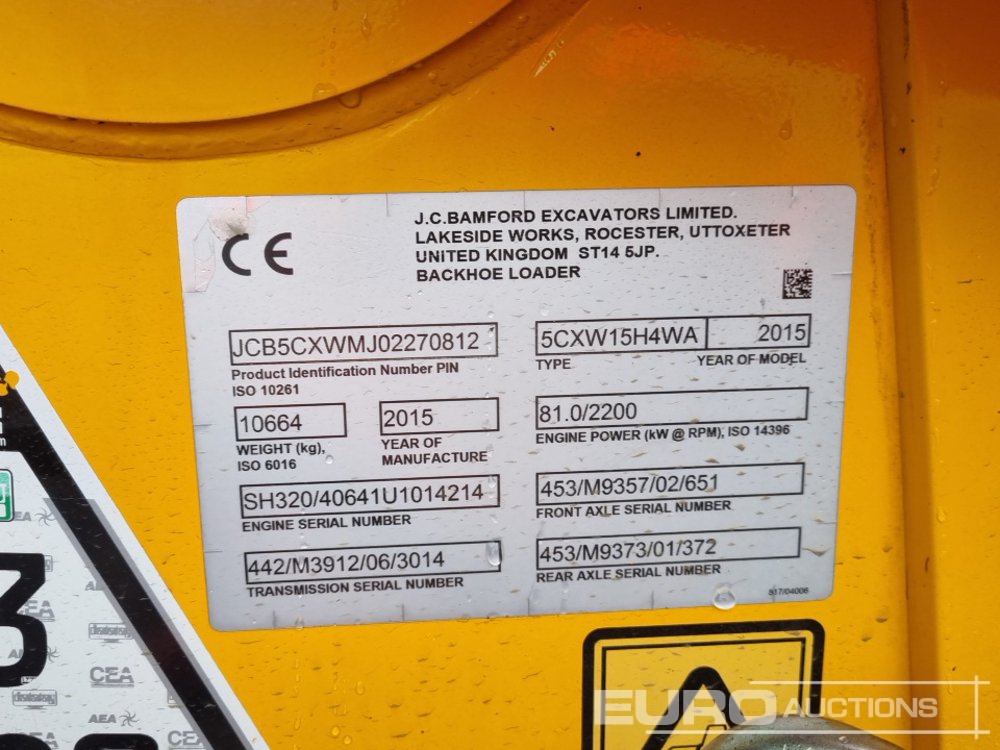 CE
J.C.BAMFORD EXCAVATORS LIMITED.
LAKESIDE WORKS, ROCESTER, UTTOXETER
UNITED KINGDOM ST14 5JP.
BACKHOE LOADER
JCB5CXWMJ02270812
Product Identification Number PIN
ISO 10261
5CXW15H4WA 2015
TYPE YEAR OF MODEL
10664
WEIGHT (kg),
ISO 6016
2015
YEAR OF
MANUFACTURE
81.0/2200
ENGINE POWER (kW @ RPM), ISO 14396
SH320/40641U1014214
ENGINE SERIAL NUMBER
453/M9357/02/651
FRONT AXLE SERIAL NUMBER
442/M3912/06/3014
TRANSMISSION SERIAL NUMBER
453/M9373/01/372
REAR AXLE SERIAL NUMBER
817/04006
EA
3
CEA
AEA
CEA
EURO AUCTIONS